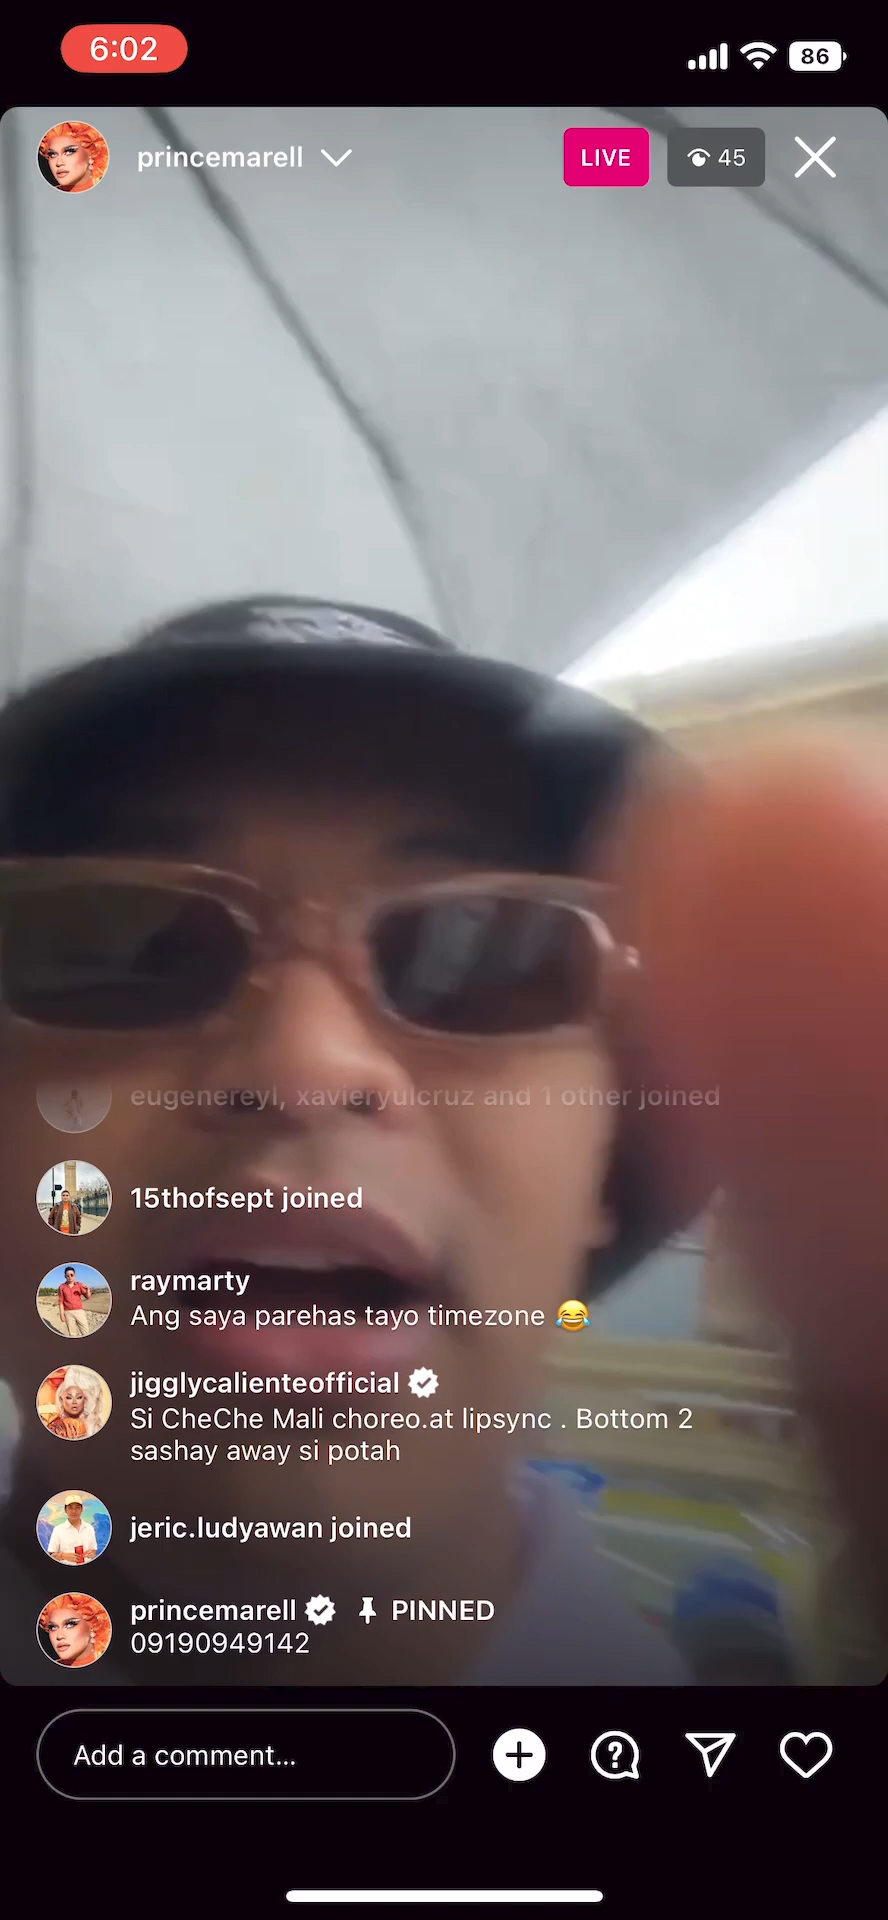 6:02
86
princemarell
LIVE
45
eugenereyl, xavieryulcruz and 1 other joined
15thofsept joined
raymarty
Ang saya parehas tayo timezone 😂
jigglycalienteofficial
Si CheChe Mali choreo.at lipsync . Bottom 2
sashay away si potah
jeric.ludyawan joined
princemarell PINNED
09190949142
Add a comment...